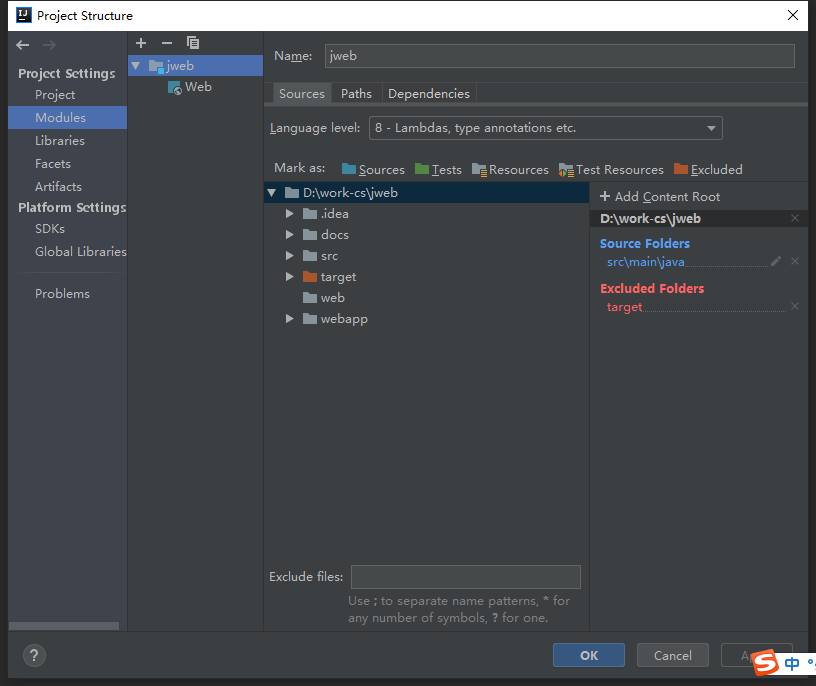 Project Structure
Project Settings
Project
Modules
Libraries
Facets
Artifacts
Platform Settings
SDKs
Global Libraries
Problems
jweb
Web
Name: jweb
Sources Paths Dependencies
Language level: 8 - Lambdas, type annotations etc.
Mark as: Sources Tests Resources Test Resources Excluded
D:\work-cs\jweb
.idea
docs
src
target
web
webapp
+ Add Content Root
D:\work-cs\jweb
Source Folders
src\main\java
Excluded Folders
target
Exclude files:
Use ; to separate name patterns, * for
any number of symbols, ? for one.
?
OK Cancel
S 中